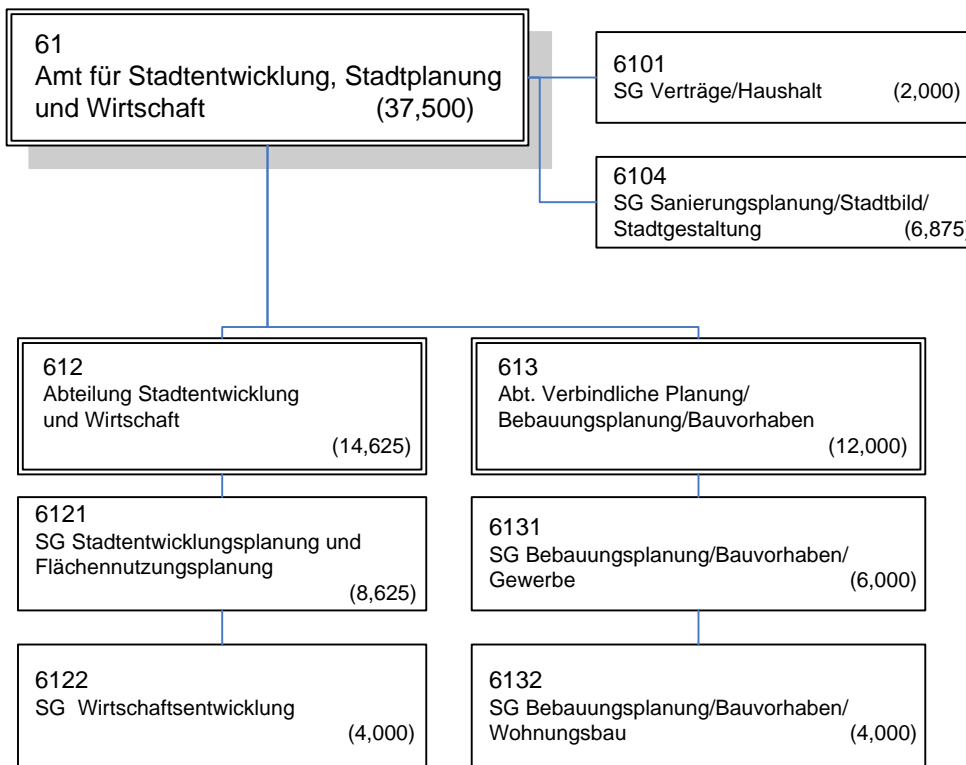 61
Amt für Stadtentwicklung, Stadtplanung
und Wirtschaft (37,500)
6101
SG Verträge/Haushalt (2,000)
6104
SG Sanierungsplanung/Stadtbild/
Stadtgestaltung (6,875)
612
Abteilung Stadtentwicklung
und Wirtschaft
(14,625)
613
Abt. Verbindliche Planung/
Bebauungsplanung/Bauvorhaben
(12,000)
6121
SG Stadtentwicklungsplanung und
Flächennutzungsplanung
(8,625)
6131
SG Bebauungsplanung/Bauvorhaben/
Gewerbe (6,000)
6122
SG Wirtschaftsentwicklung
(4,000)
6132
SG Bebauungsplanung/Bauvorhaben/
Wohnungsbau (4,000)